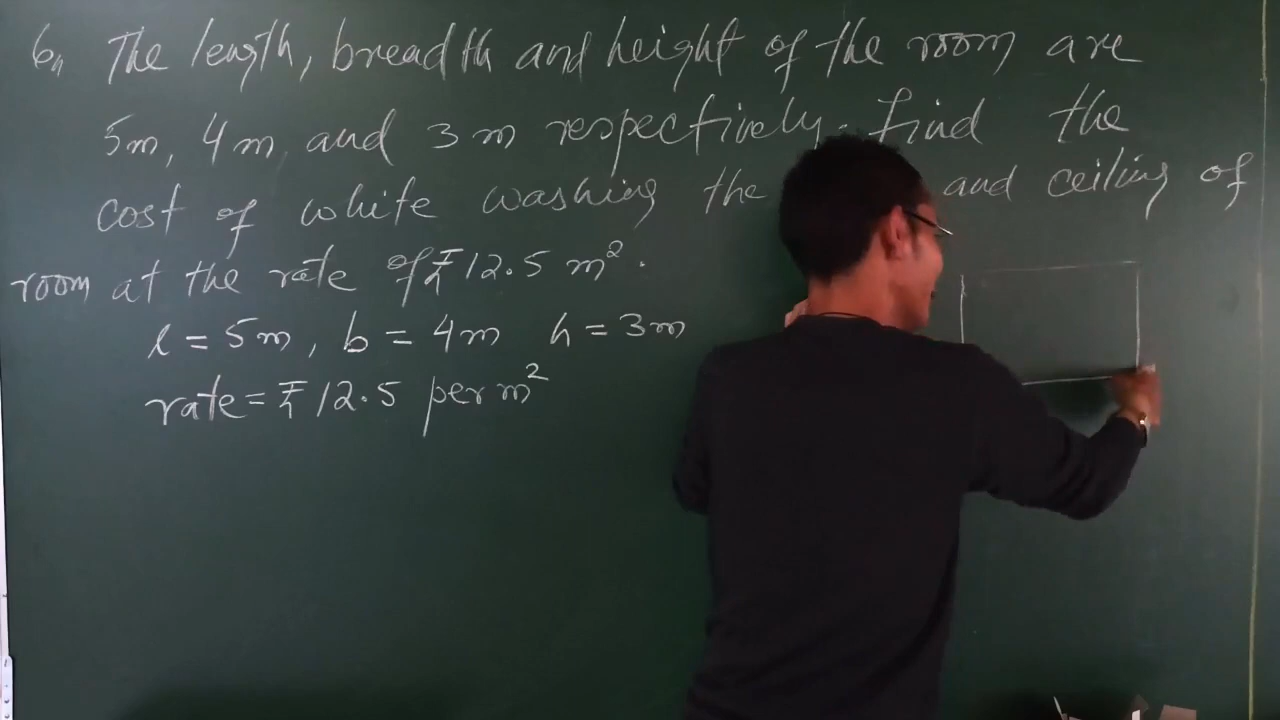 6, The length, breadth and height of the room are
5m, 4m and 3m respectively. Find the
cost of white washing the and ceiling of
room at the rate of ₹12.5 m².
l = 5m, b = 4m h = 3m
rate = ₹12.5 per m²